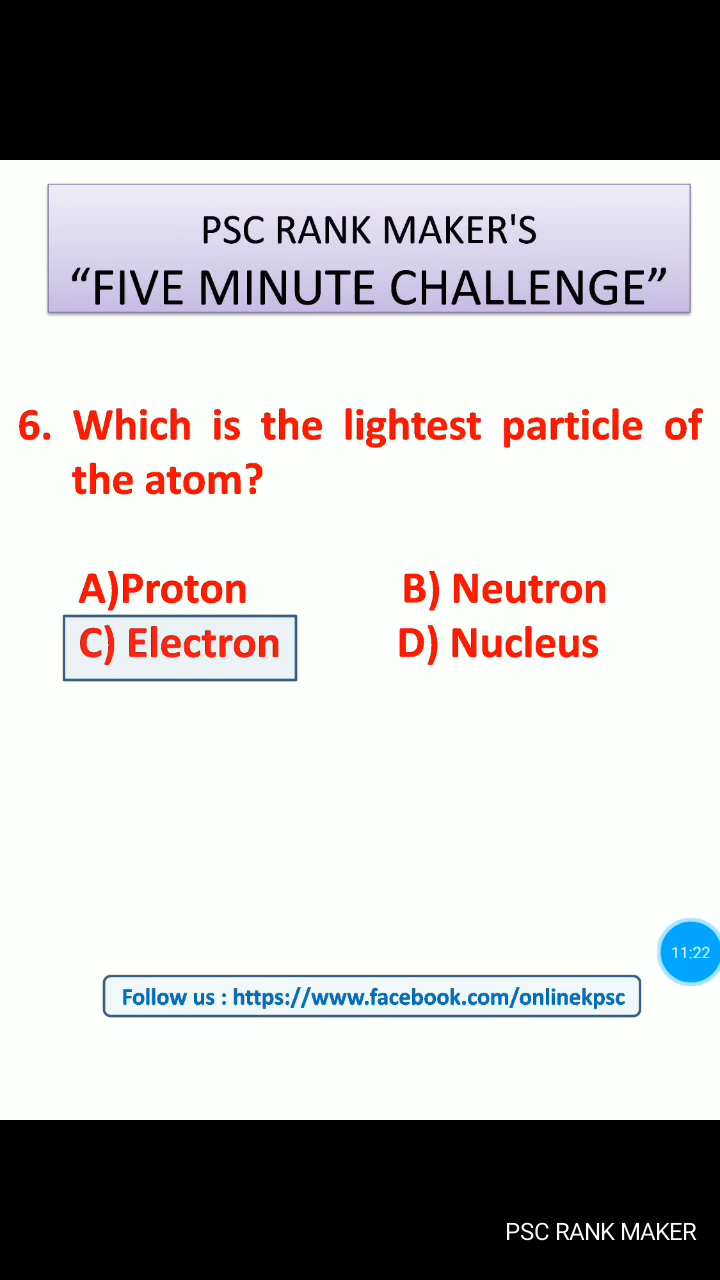 PSC RANK MAKER'S
“FIVE MINUTE CHALLENGE”
6. Which is the lightest particle of
the atom?
A)Proton B) Neutron
C) Electron D) Nucleus
11:22
Follow us : https://www.facebook.com/onlinekpsc
PSC RANK MAKER